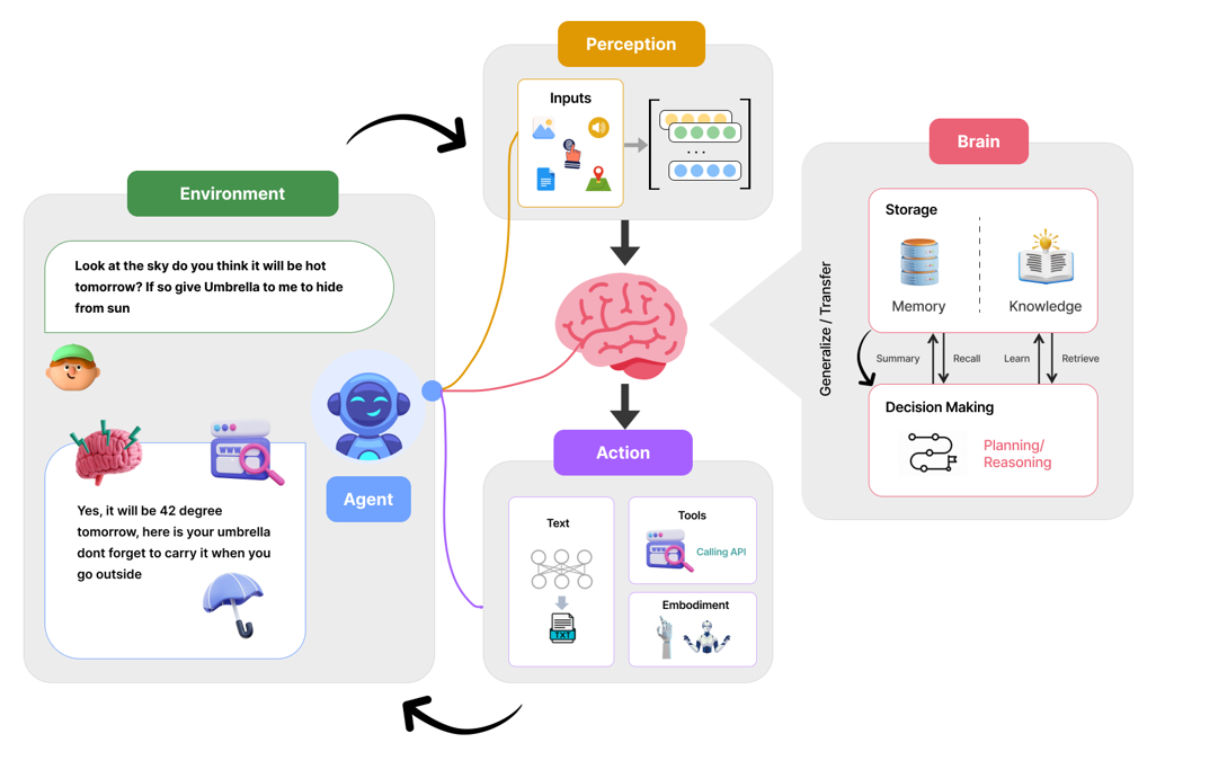 Perception
Inputs
...
Environment
Look at the sky do you think it will be hot
tomorrow? If so give Umbrella to me to hide
from sun
Agent
Yes, it will be 42 degree
tomorrow, here is your umbrella
dont forget to carry it when you
go outside
Action
Text
TXT
Tools
Calling API
Embodiment
Brain
Generalize / Transfer
Storage
Memory
Knowledge
Summary
Recall
Learn
Retrieve
Decision Making
Planning/
Reasoning